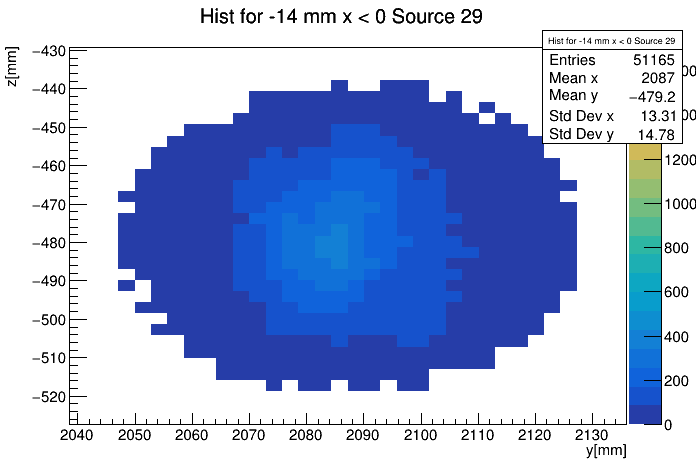 Hist for -14 mm x < 0 Source 29
Hist for -14 mm x < 0 Source 29
Entries 51165
Mean x 2087
Mean y −479.2
Std Dev x 13.31
Std Dev y 14.78
z[mm]
−430
−440
−450
−460
−470
−480
−490
−500
−510
−520
2040 2050 2060 2070 2080 2090 2100 2110 2120 2130
y[mm]
1200
1000
800
600
400
200
0